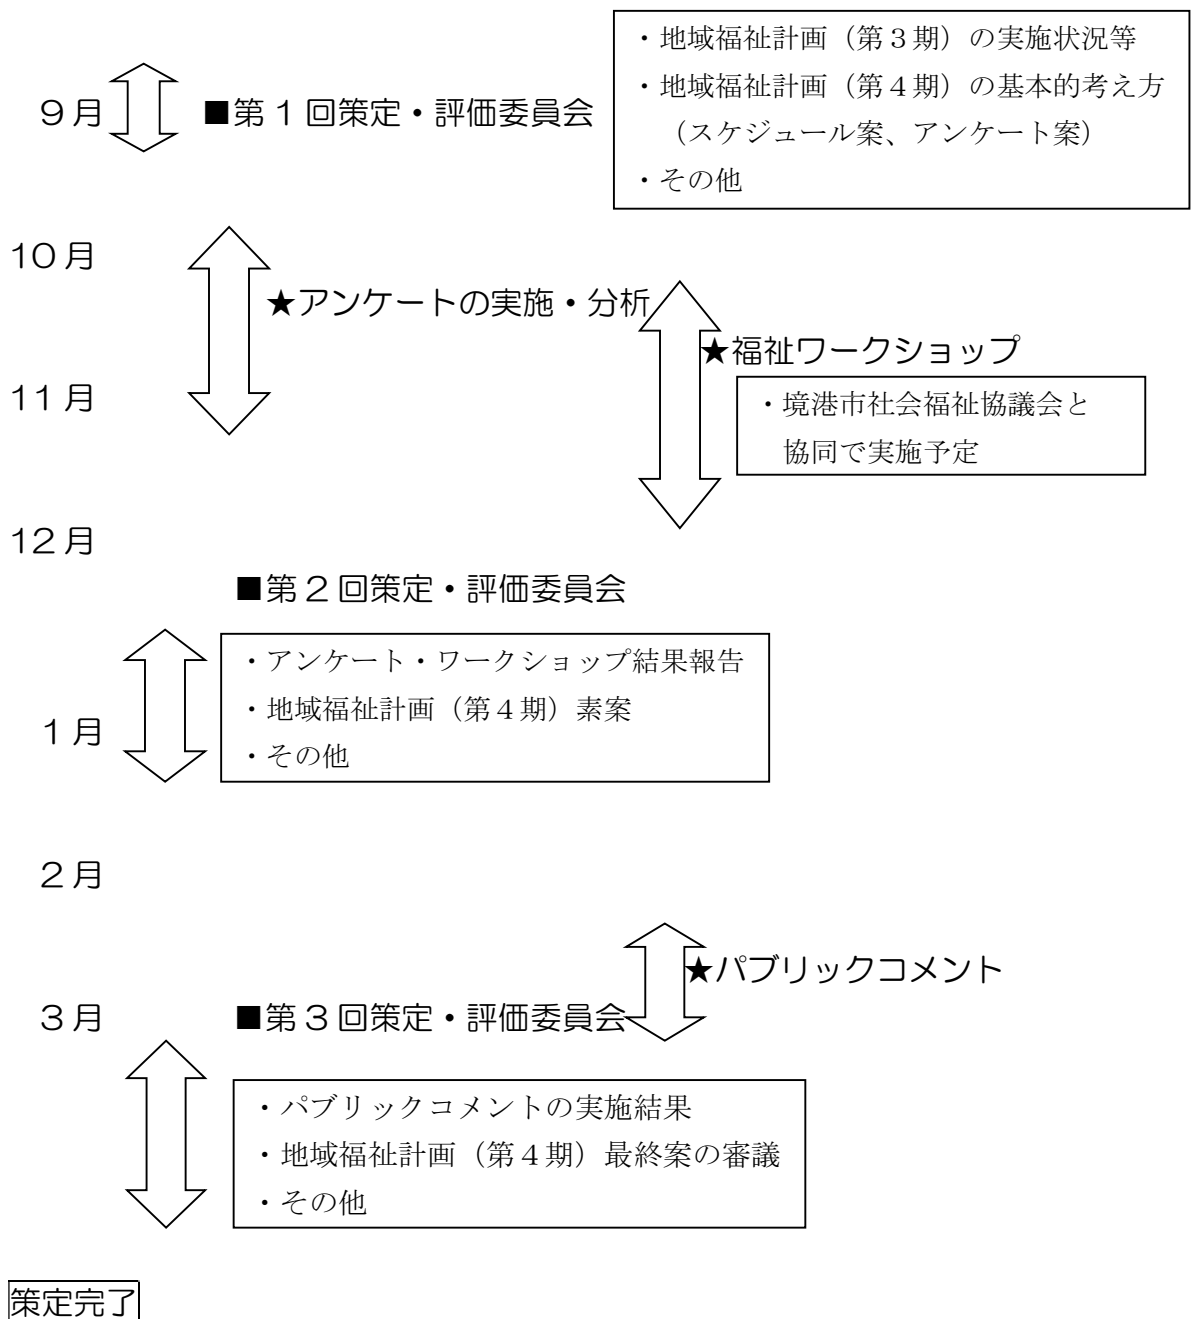 ・地域福祉計画（第３期）の実施状況等
・地域福祉計画（第４期）の基本的考え方
（スケジュール案、アンケート案）
・その他
９月
■第１回策定・評価委員会
10月
★アンケートの実施・分析
★福祉ワークショップ
11月
・境港市社会福祉協議会と
協同で実施予定
12月
■第２回策定・評価委員会
・アンケート・ワークショップ結果報告
・地域福祉計画（第４期）素案
・その他
１月
２月
★パブリックコメント
３月
■第３回策定・評価委員会
・パブリックコメントの実施結果
・地域福祉計画（第４期）最終案の審議
・その他
策定完了